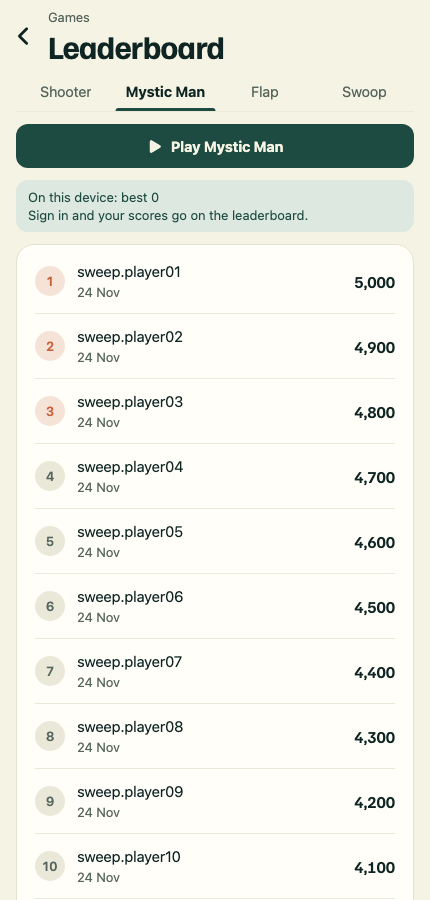 Games
Leaderboard
Shooter
Mystic Man
Flap
Swoop
Play Mystic Man
On this device: best 0
Sign in and your scores go on the leaderboard.
1
sweep.player01
24 Nov
5,000
2
sweep.player02
24 Nov
4,900
3
sweep.player03
24 Nov
4,800
4
sweep.player04
24 Nov
4,700
5
sweep.player05
24 Nov
4,600
6
sweep.player06
24 Nov
4,500
7
sweep.player07
24 Nov
4,400
8
sweep.player08
24 Nov
4,300
9
sweep.player09
24 Nov
4,200
10
sweep.player10
24 Nov
4,100